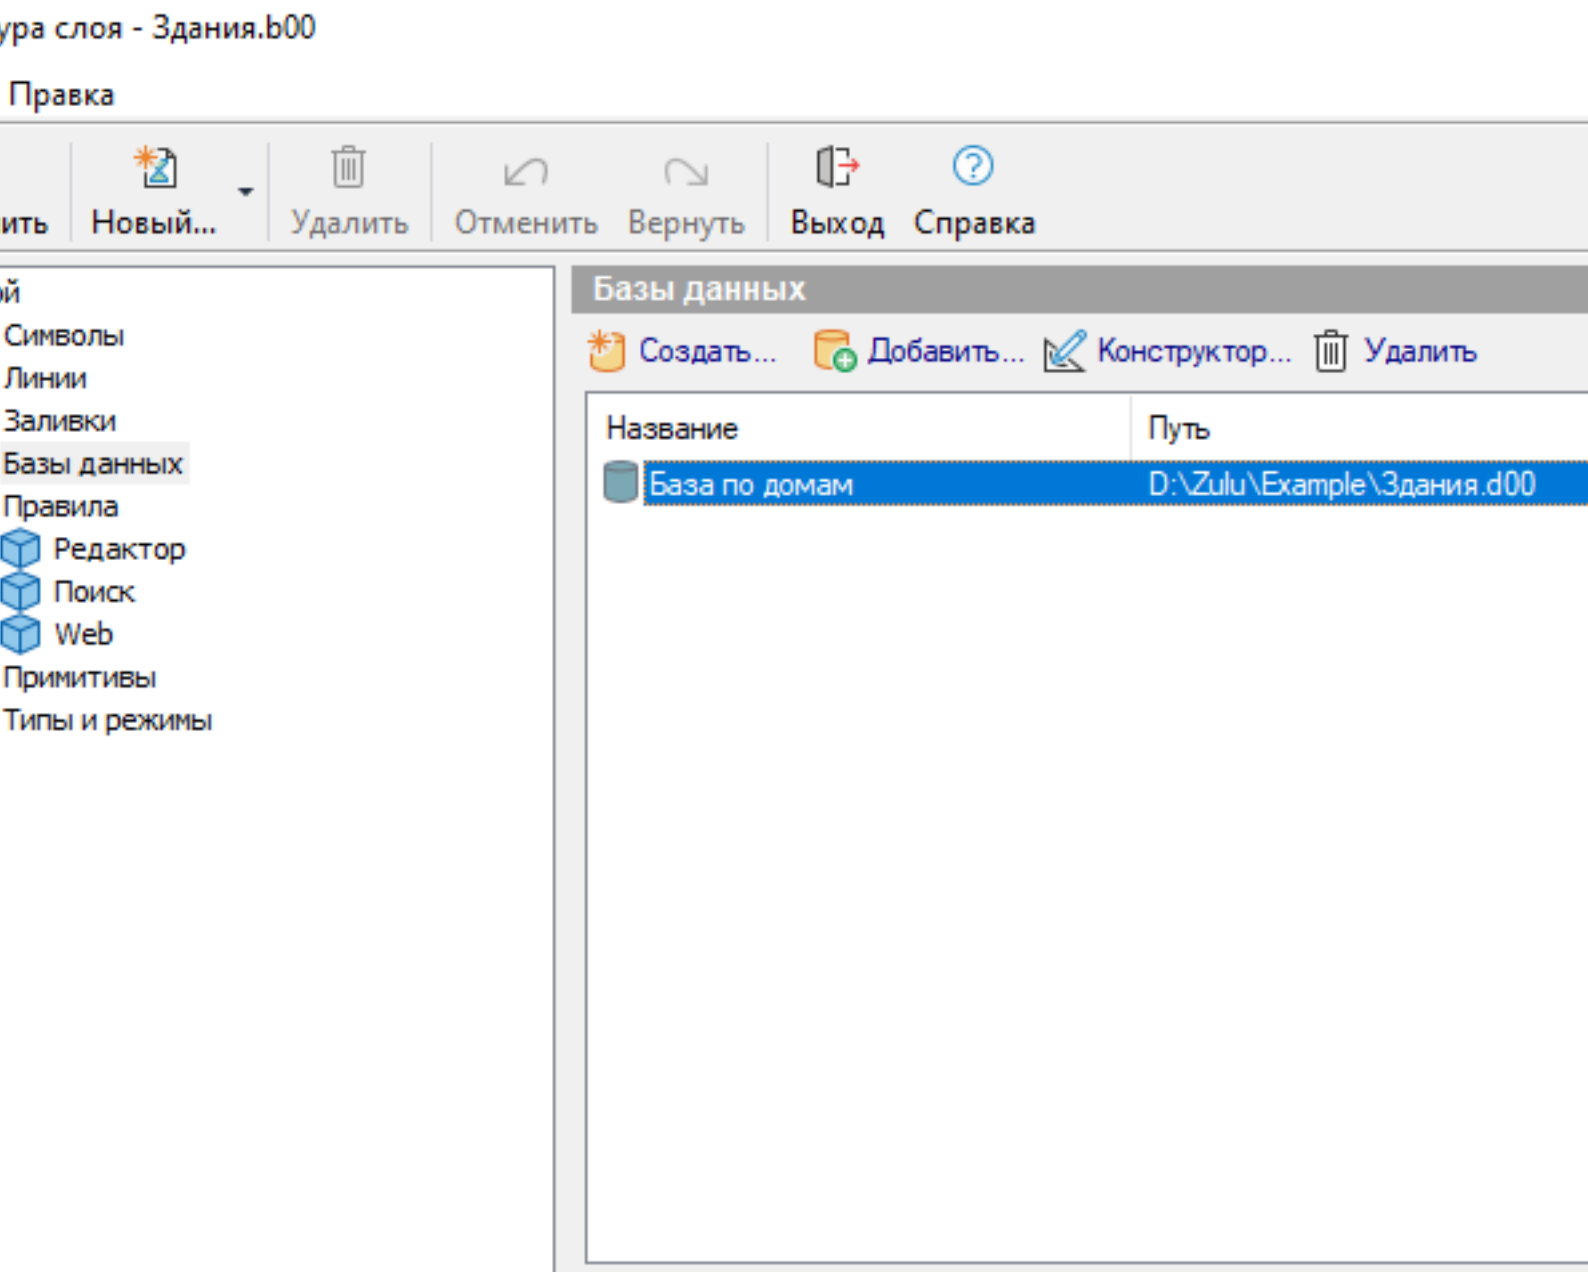 ура слоя - Здания.b00
Правка
ить Новый... Удалить Отменить Вернуть Выход Справка
ой
Символы
Линии
Заливки
Базы данных
Правила
Редактор
Поиск
Web
Примитивы
Типы и режимы
Базы данных
Создать... Добавить... Конструктор... Удалить
Название Путь
База по домам D:\Zulu\Example\Здания.d00